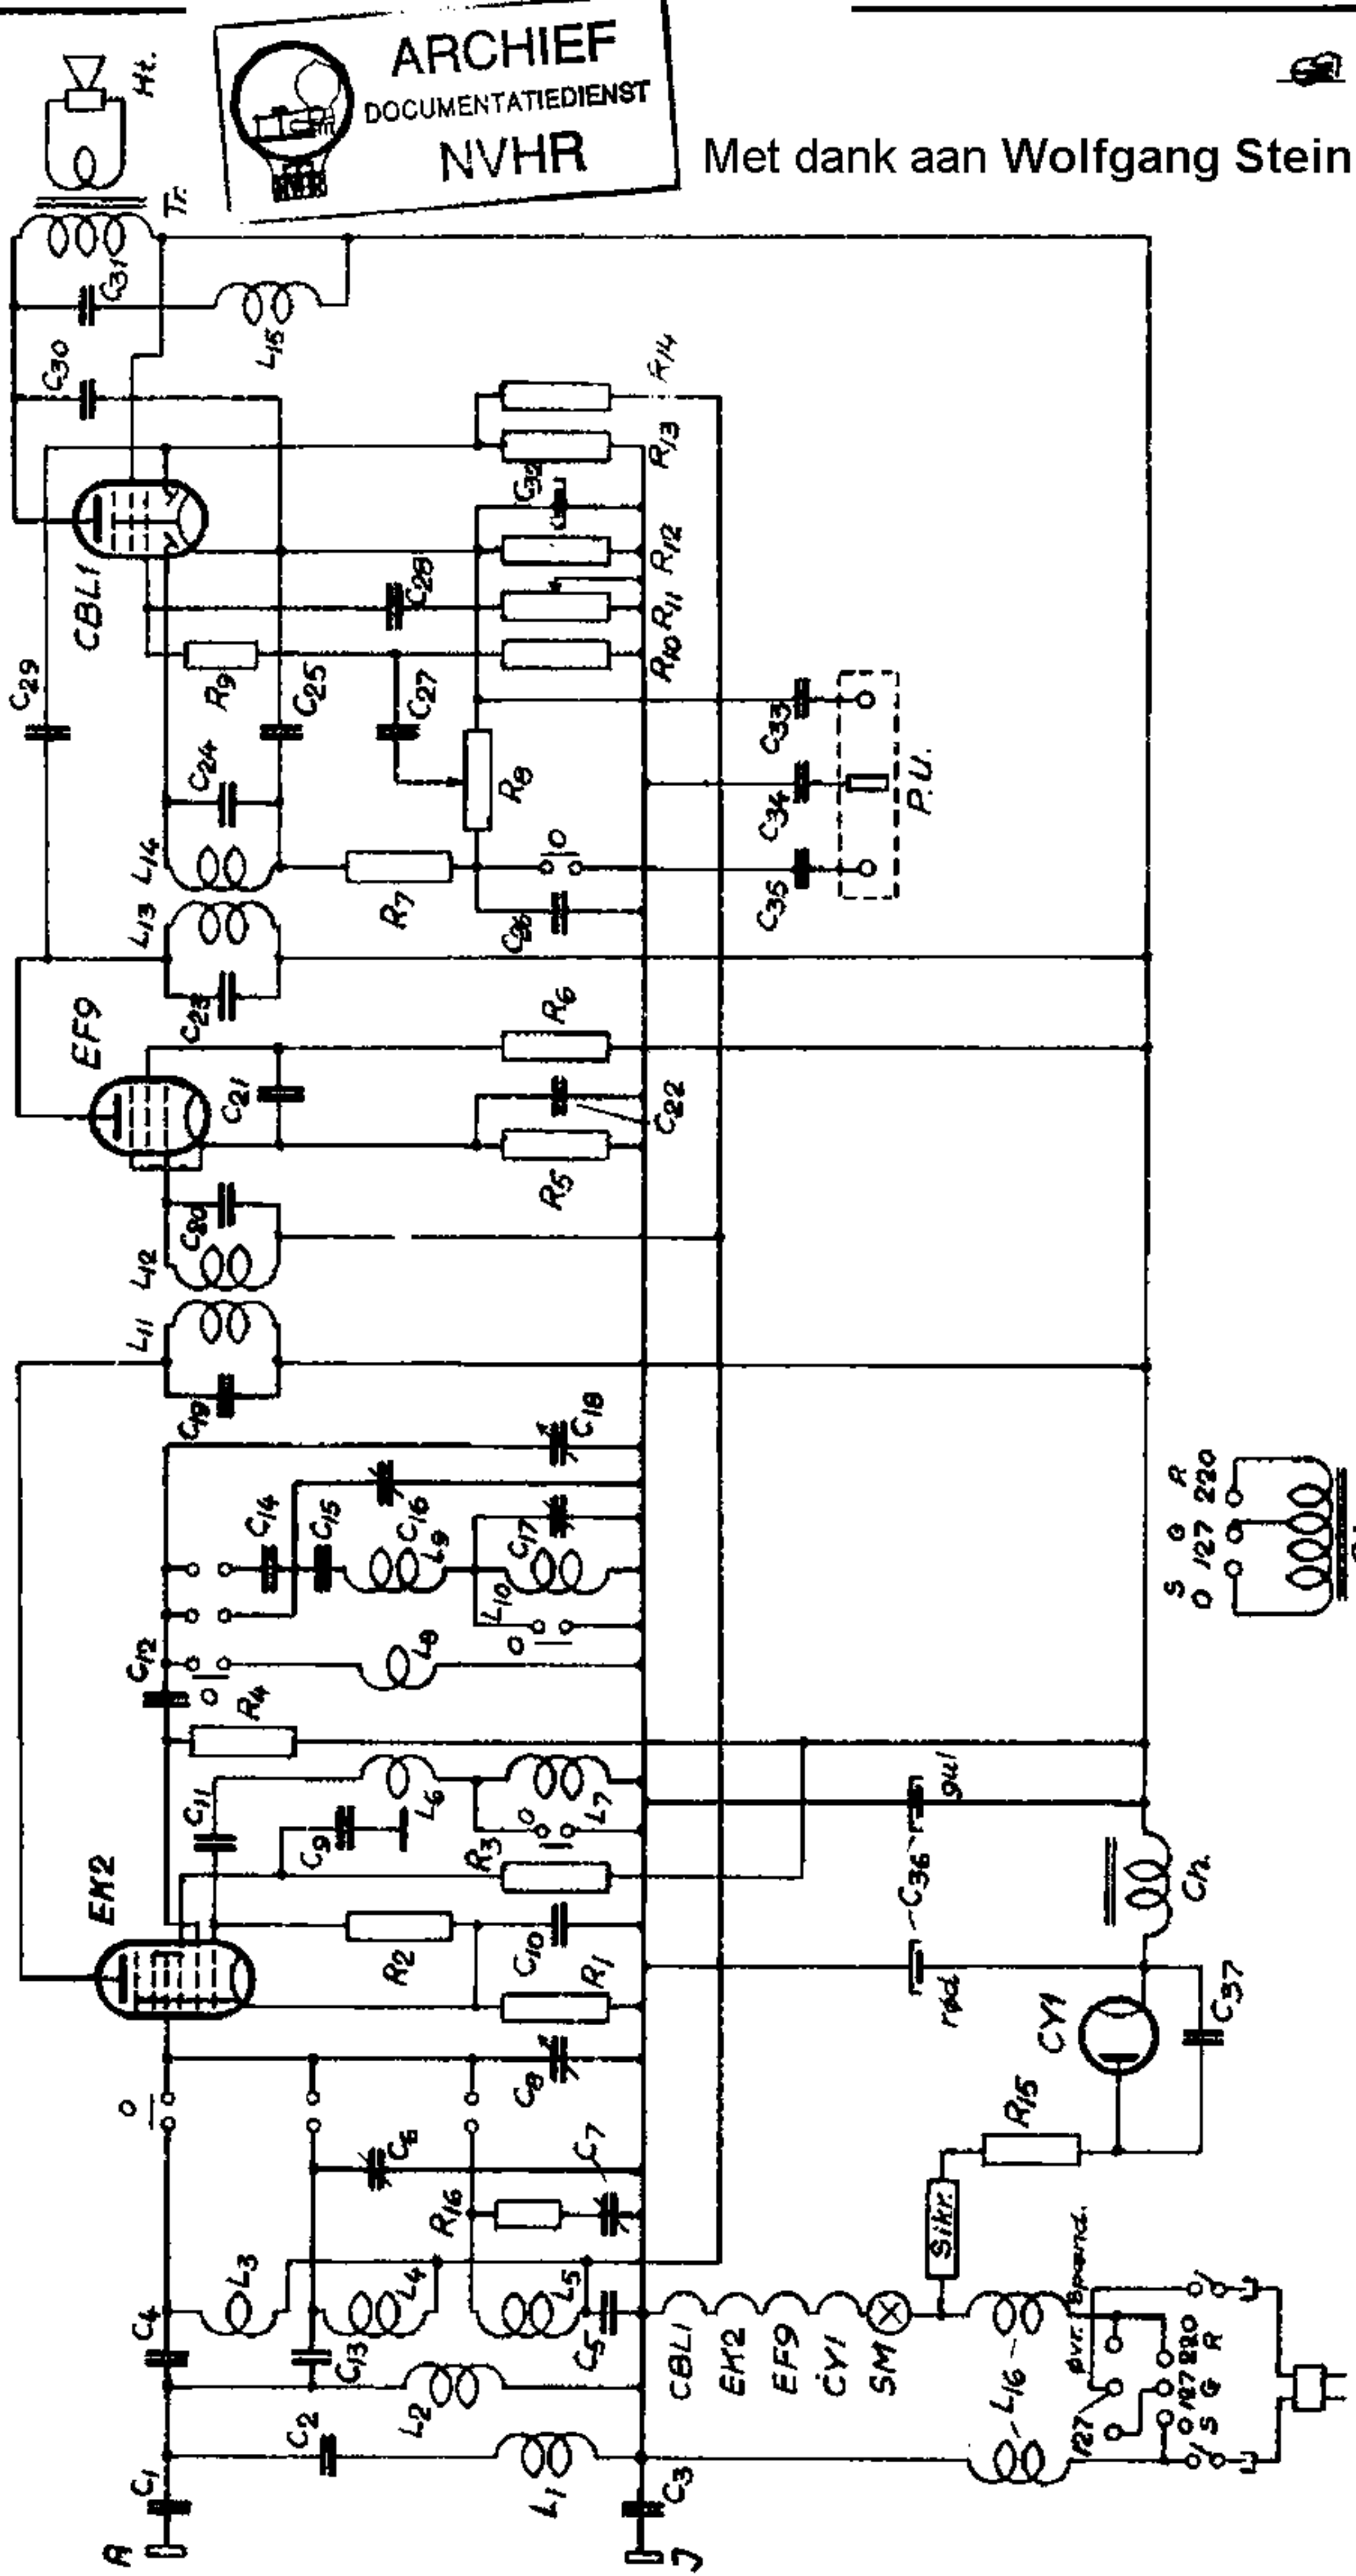 ARCHIEF
DOCUMENTATIEDIENST
NVHR
Met dank aan Wolfgang Stein
Ht.
Tr.
C31
C30
L15
R14
R13
C32
R12
R11
R10
CBL1
C29
C28
R9
C25
C27
C24
R8
C33
C34
C35
P.U.
L14
L13
R7
O
C26
C23
EF9
C21
R6
C22
R5
C20
L12
L11
C19
C18
C14
C15
C16
L9
C17
L10
O
L8
C12
O
R4
C11
L6
C9
O
L7
R3
EK2
R2
C10
R1
C36
gul
rød
Ch.
CY1
C37
R15
Sikr.
O
C8
C6
C7
R16
L3
L4
L5
C4
C13
C5
L2
C2
C1
L1
C3
A
J
CBL1
EK2
EF9
CY1
SM
L16
127
øvr. Spænd.
0 127 220
S G R
S G R
0 127 220